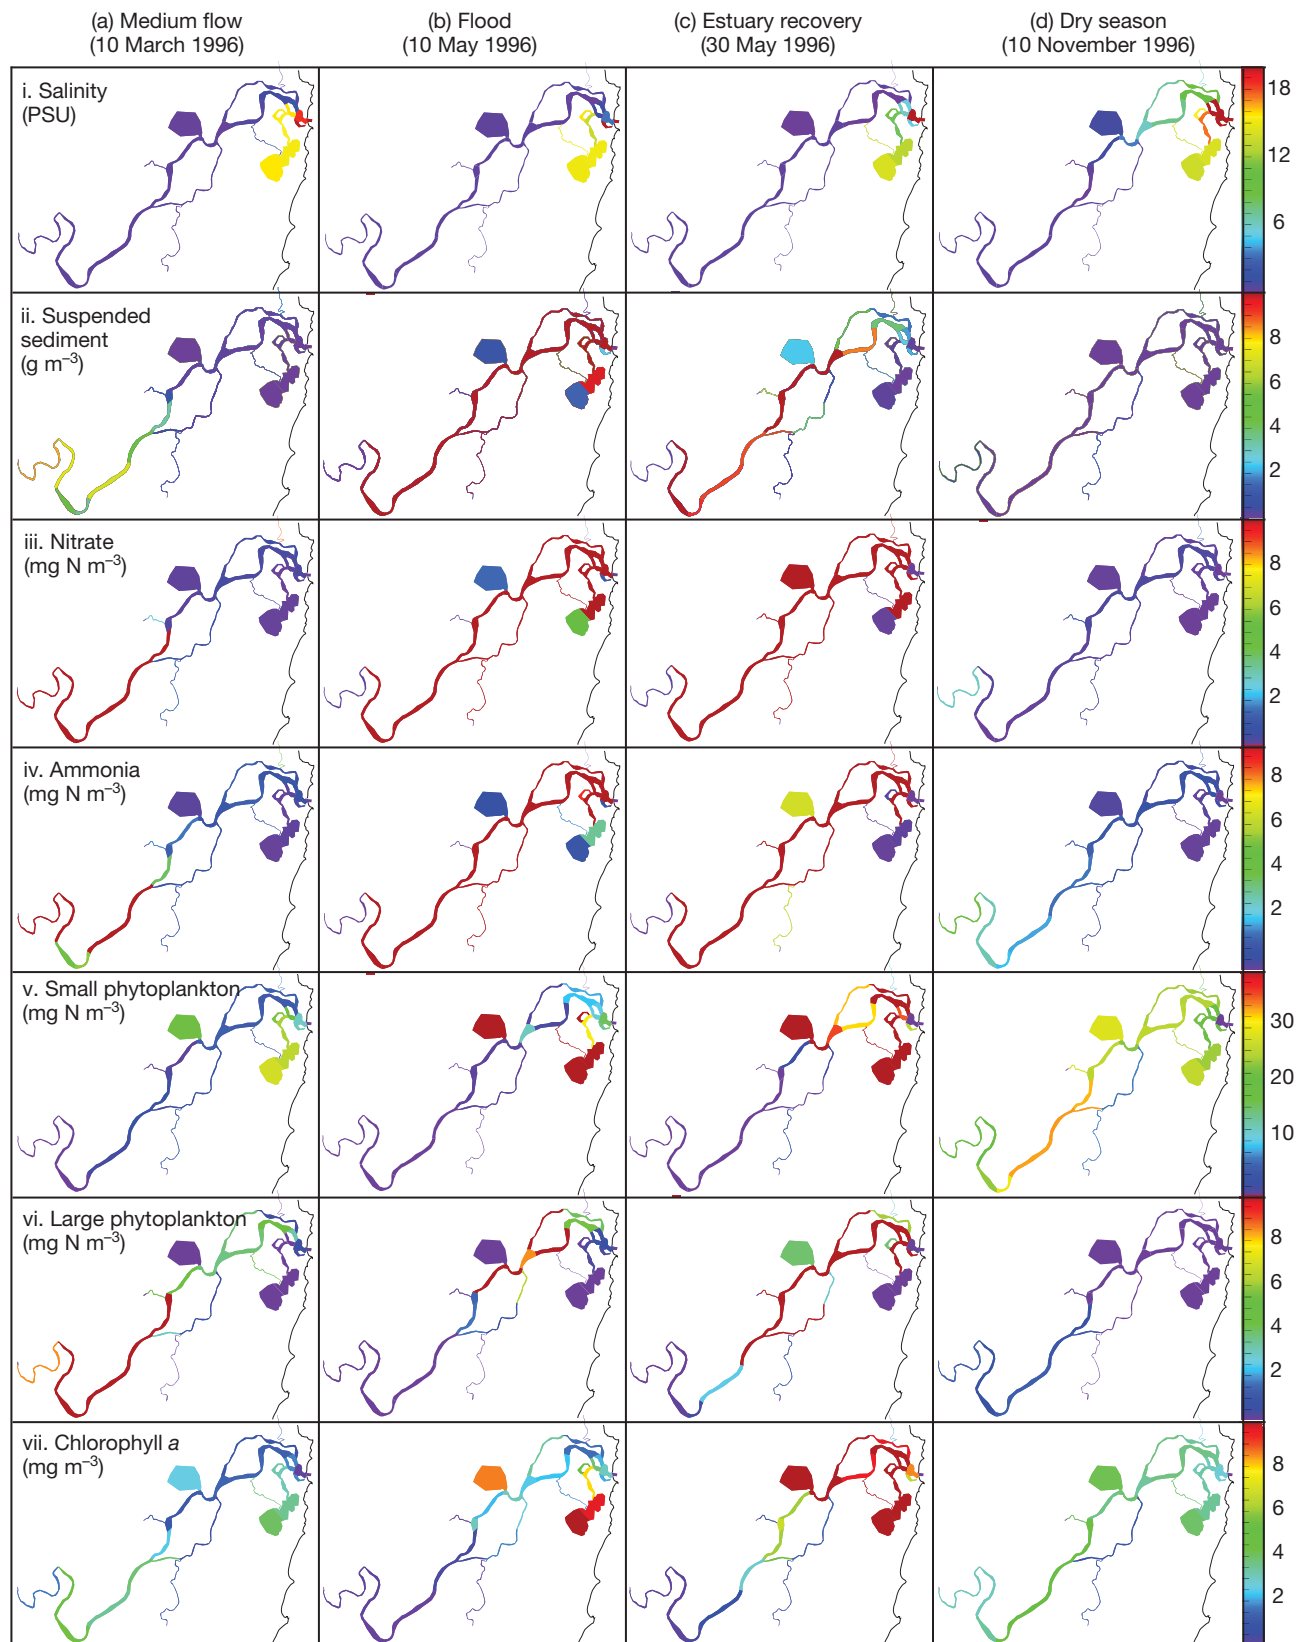 (a) Medium flow
(10 March 1996)
(b) Flood
(10 May 1996)
(c) Estuary recovery
(30 May 1996)
(d) Dry season
(10 November 1996)
i. Salinity
(PSU)
18
12
6
ii. Suspended
sediment
(g m⁻³)
8
6
4
2
iii. Nitrate
(mg N m⁻³)
8
6
4
2
iv. Ammonia
(mg N m⁻³)
8
6
4
2
v. Small phytoplankton
(mg N m⁻³)
30
20
10
vi. Large phytoplankton
(mg N m⁻³)
8
6
4
2
vii. Chlorophyll a
(mg m⁻³)
8
6
4
2